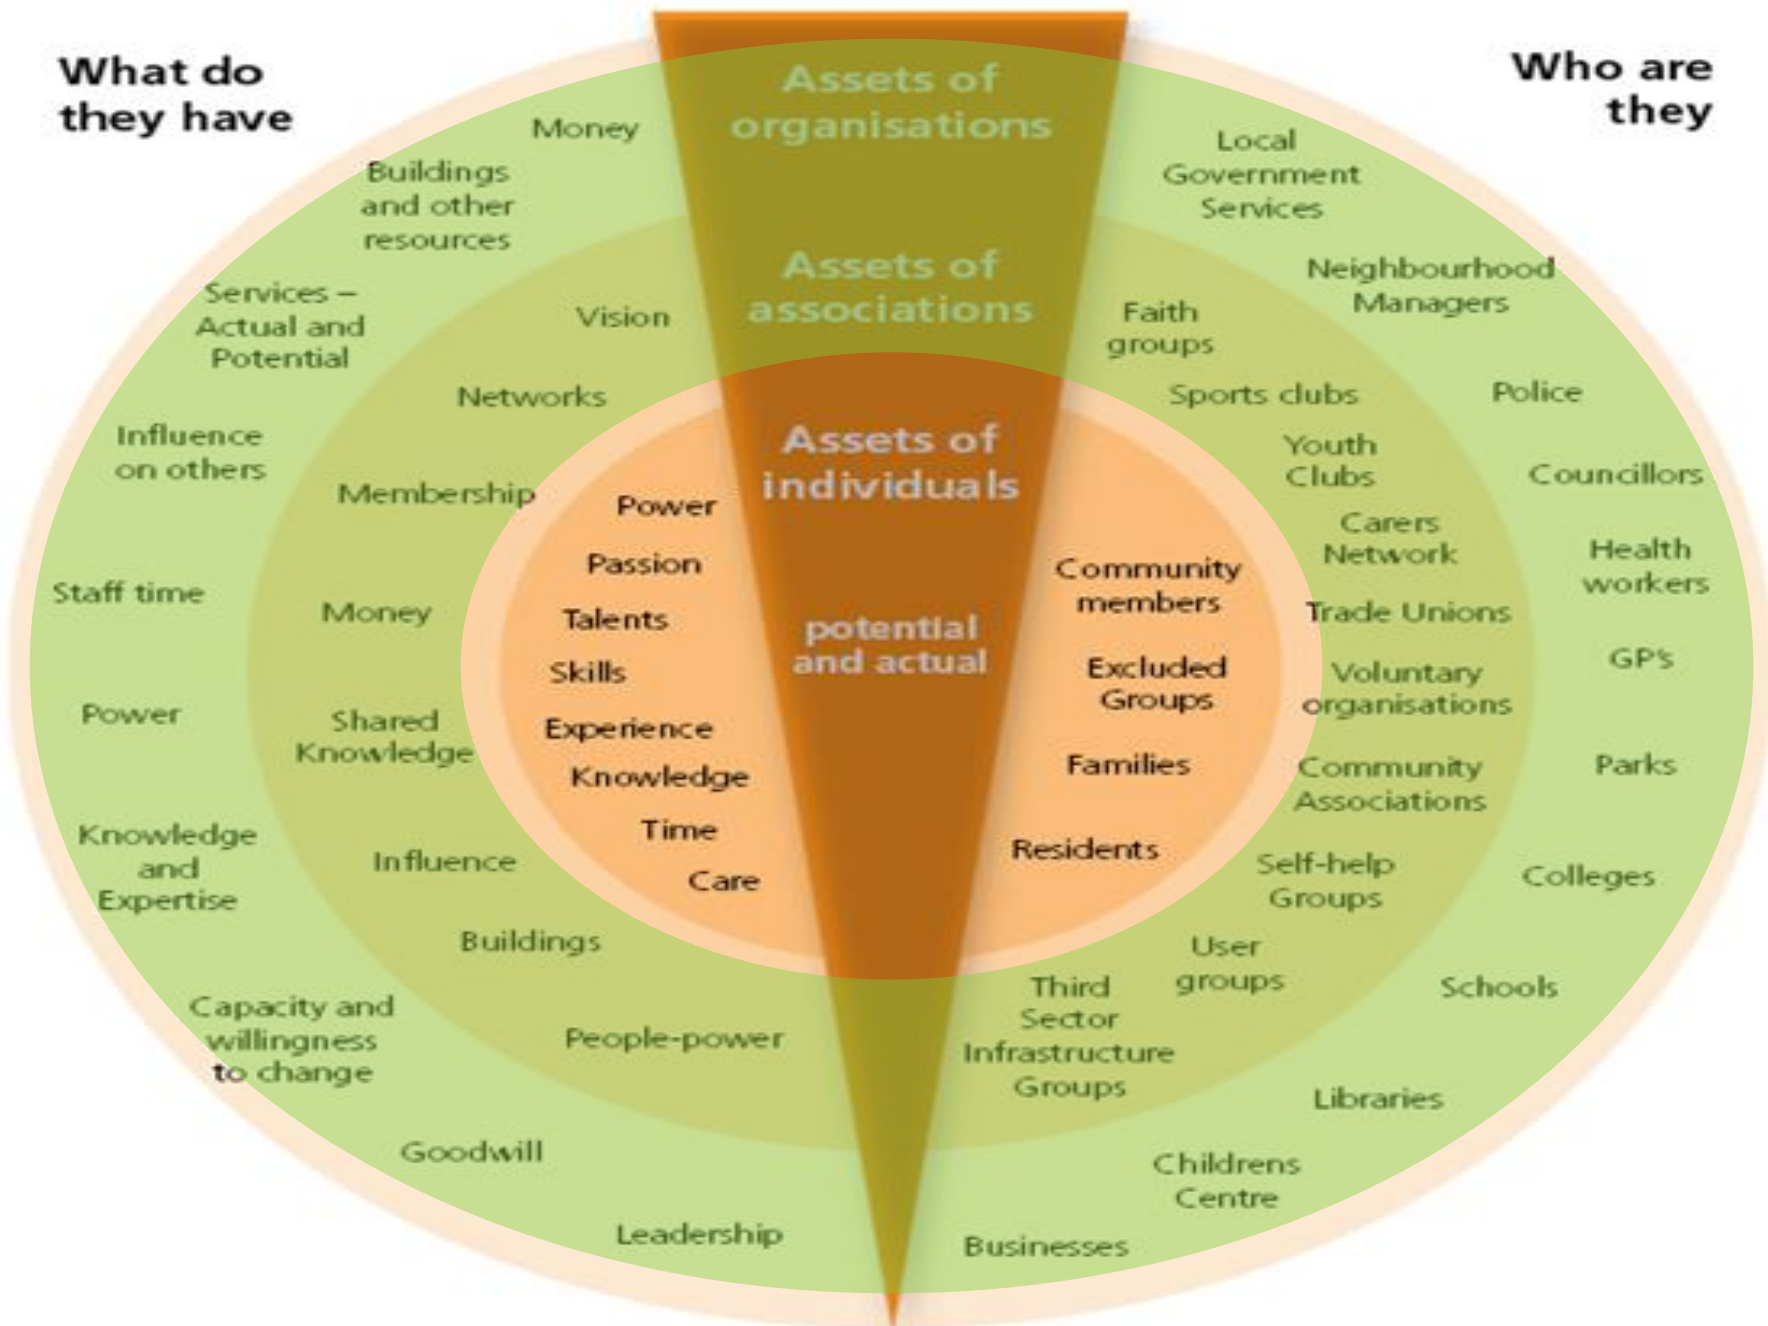 What do
they have
Who are
they
Assets of
organisations
Assets of
associations
Assets of
individuals
potential
and actual
Money
Buildings
and other
resources
Services –
Actual and
Potential
Influence
on others
Staff time
Power
Knowledge
and
Expertise
Capacity and
willingness
to change
Goodwill
Leadership
Vision
Networks
Membership
Money
Shared
Knowledge
Influence
Buildings
People-power
Power
Passion
Talents
Skills
Experience
Knowledge
Time
Care
Community
members
Excluded
Groups
Families
Residents
Faith
groups
Sports clubs
Youth
Clubs
Carers
Network
Trade Unions
Voluntary
organisations
Community
Associations
Self-help
Groups
User
groups
Third
Sector
Infrastructure
Groups
Local
Government
Services
Neighbourhood
Managers
Police
Councillors
Health
workers
GP's
Parks
Colleges
Schools
Libraries
Childrens
Centre
Businesses